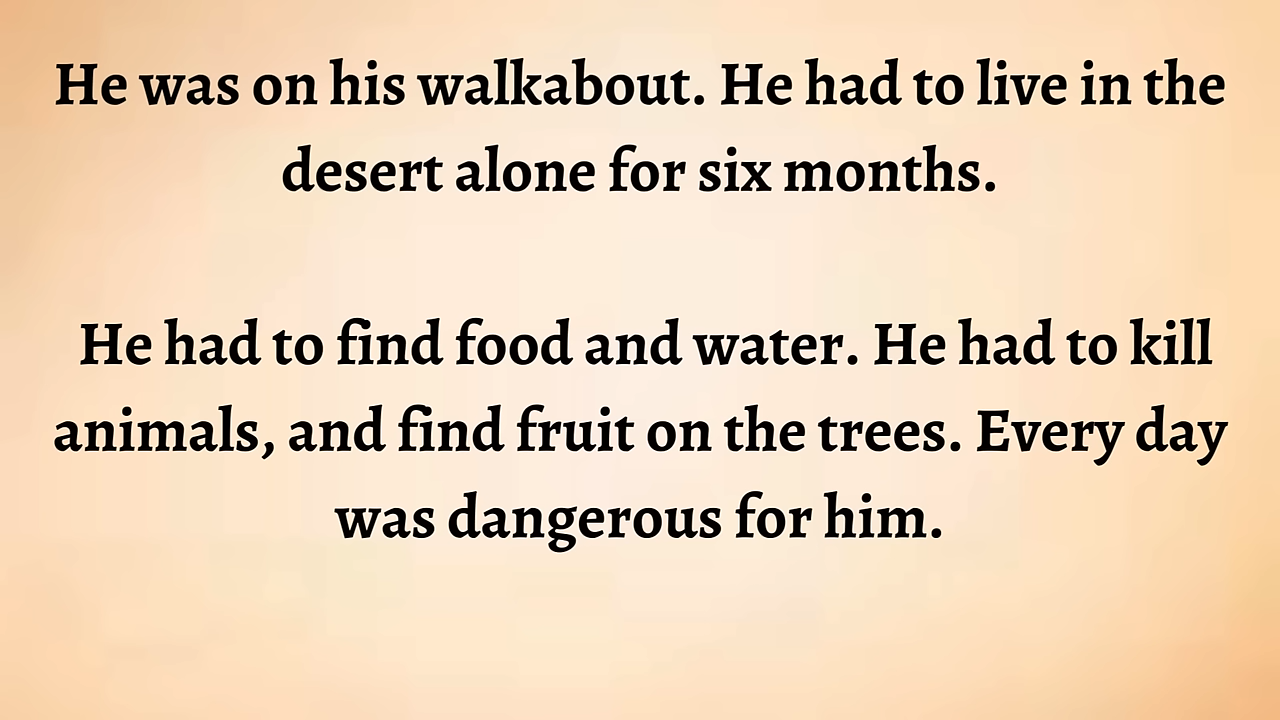 He was on his walkabout. He had to live in the
desert alone for six months.
He had to find food and water. He had to kill
animals, and find fruit on the trees. Every day
was dangerous for him.